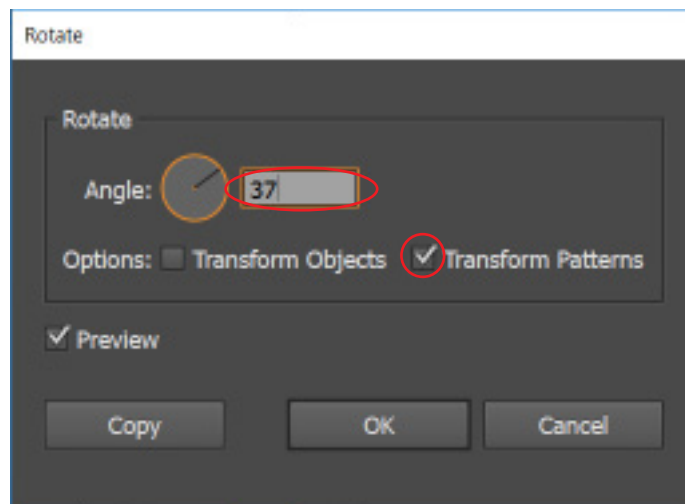 Rotate
Rotate
Angle: 37
Options: Transform Objects Transform Patterns
Preview
Copy OK Cancel